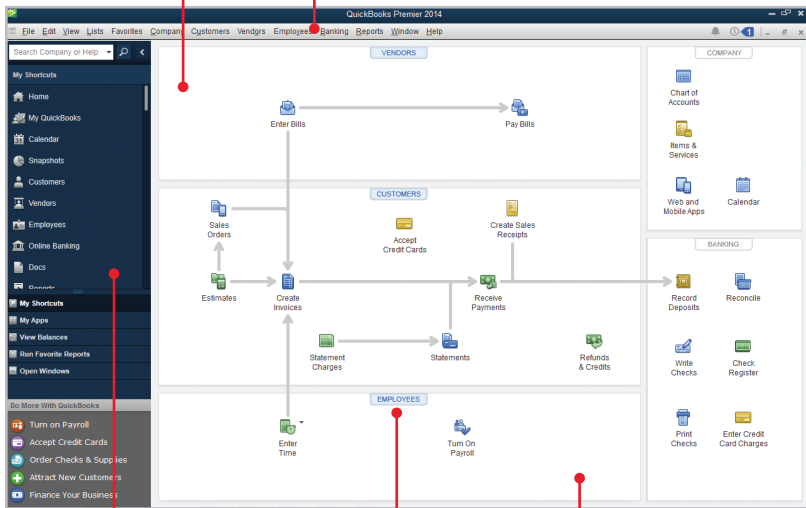 QuickBooks Premier 2014
File Edit View Lists Favorites Company Customers Vendors Employees Banking Reports Window Help
1
Search Company or Help
My Shortcuts
Home
My QuickBooks
Calendar
Snapshots
Customers
Vendors
Employees
Online Banking
Docs
Reports
My Shortcuts
My Apps
View Balances
Run Favorite Reports
Open Windows
Do More With QuickBooks
Turn on Payroll
Accept Credit Cards
Order Checks & Supplies
Attract New Customers
Finance Your Business
VENDORS
Enter Bills
Pay Bills
CUSTOMERS
Sales
Orders
Accept
Credit Cards
Create Sales
Receipts
Estimates
Create
Invoices
Receive
Payments
Statement
Charges
Statements
Refunds
& Credits
EMPLOYEES
Enter
Time
Turn On
Payroll
COMPANY
Chart of
Accounts
Items &
Services
Web and
Mobile Apps
Calendar
BANKING
Record
Deposits
Reconcile
Write
Checks
Check
Register
Print
Checks
Enter Credit
Card Charges